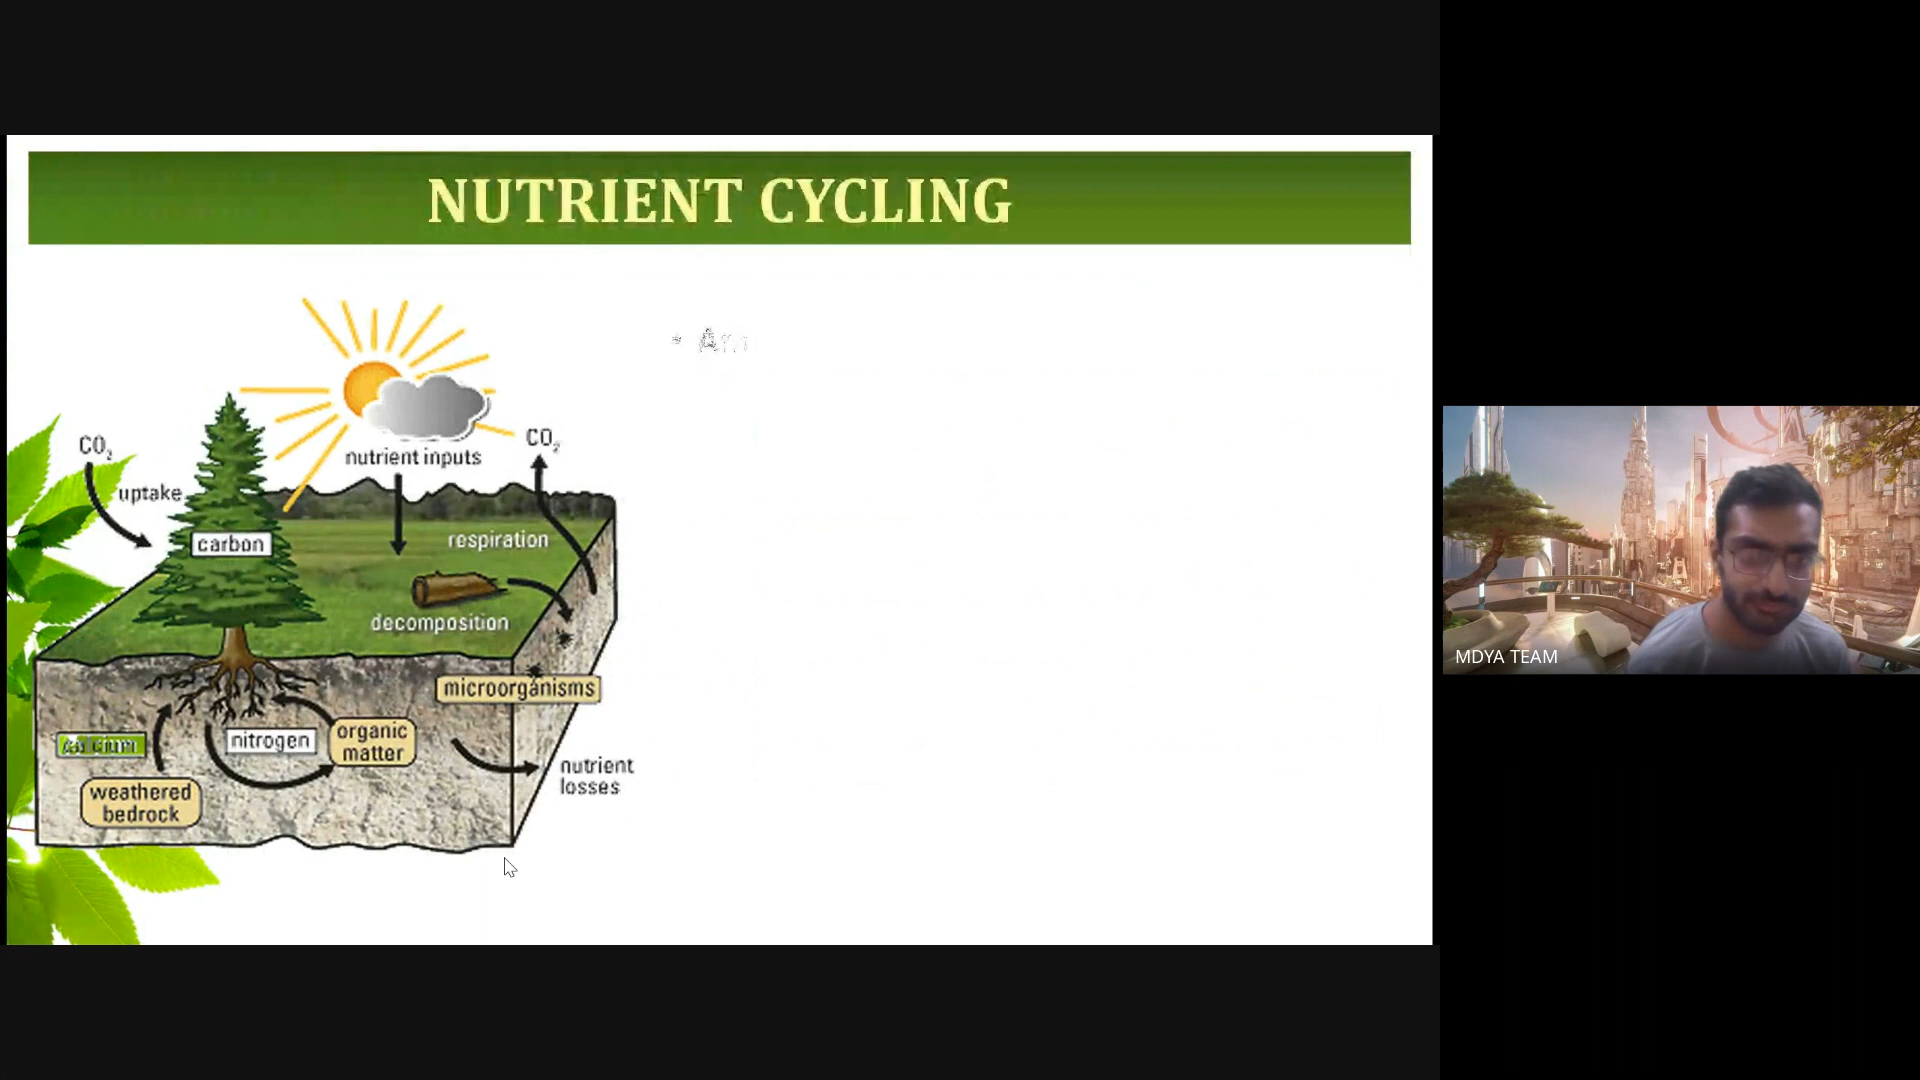 NUTRIENT CYCLING
CO2
uptake
carbon
nutrient inputs
CO2
respiration
decomposition
microorganisms
calcium
nitrogen
organic
matter
weathered
bedrock
nutrient
losses
MDYA TEAM